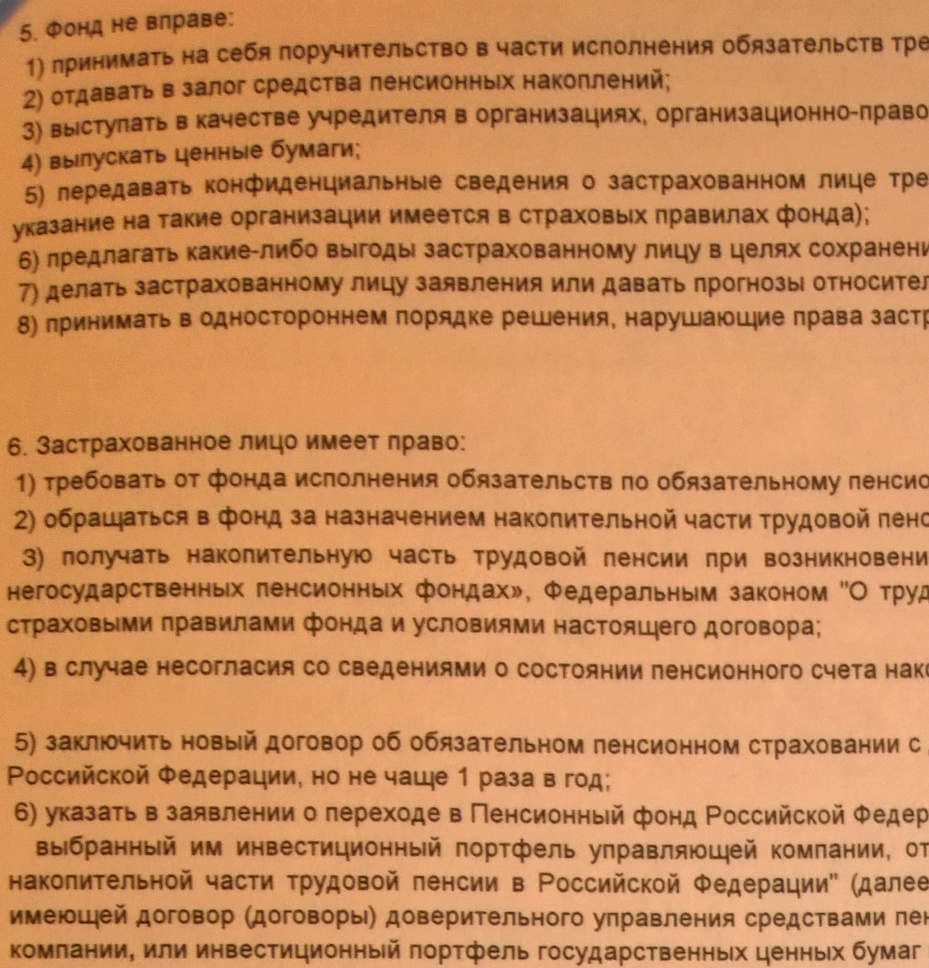 5. Фонд не вправе:
1) принимать на себя поручительство в части исполнения обязательств тре
2) отдавать в залог средства пенсионных накоплений;
3) выступать в качестве учредителя в организациях, организационно-право
4) выпускать ценные бумаги;
5) передавать конфиденциальные сведения о застрахованном лице тре
указание на такие организации имеется в страховых правилах фонда);
6) предлагать какие-либо выгоды застрахованному лицу в целях сохранени
7) делать застрахованному лицу заявления или давать прогнозы относител
8) принимать в одностороннем порядке решения, нарушающие права застр
6. Застрахованное лицо имеет право:
1) требовать от фонда исполнения обязательств по обязательному пенсио
2) обращаться в фонд за назначением накопительной части трудовой пенс
3) получать накопительную часть трудовой пенсии при возникновени
негосударственных пенсионных фондах», Федеральным законом "О труд
страховыми правилами фонда и условиями настоящего договора;
4) в случае несогласия со сведениями о состоянии пенсионного счета нако
5) заключить новый договор об обязательном пенсионном страховании с
Российской Федерации, но не чаще 1 раза в год;
6) указать в заявлении о переходе в Пенсионный фонд Российской Федер
выбранный им инвестиционный портфель управляющей компании, от
накопительной части трудовой пенсии в Российской Федерации" (далее
имеющей договор (договоры) доверительного управления средствами пен
компании, или инвестиционный портфель государственных ценных бумаг